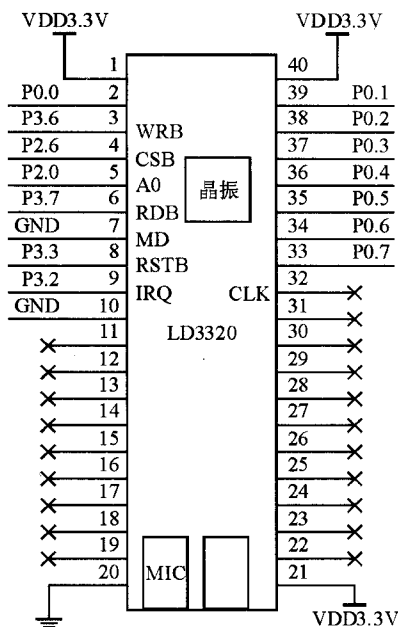 VDD3.3V VDD3.3V
1 40
P0.0 2 39 P0.1
P3.6 3 38 P0.2
WRB
P2.6 4 37 P0.3
CSB
P2.0 5 36 P0.4
A0 晶振
P3.7 6 35 P0.5
RDB
GND 7 34 P0.6
MD
P3.3 8 33 P0.7
RSTB
P3.2 9 32
IRQ CLK
GND 10 31
LD3320
11 30
12 29
13 28
14 27
15 26
16 25
17 24
18 23
19 22
MIC
20 21
VDD3.3V